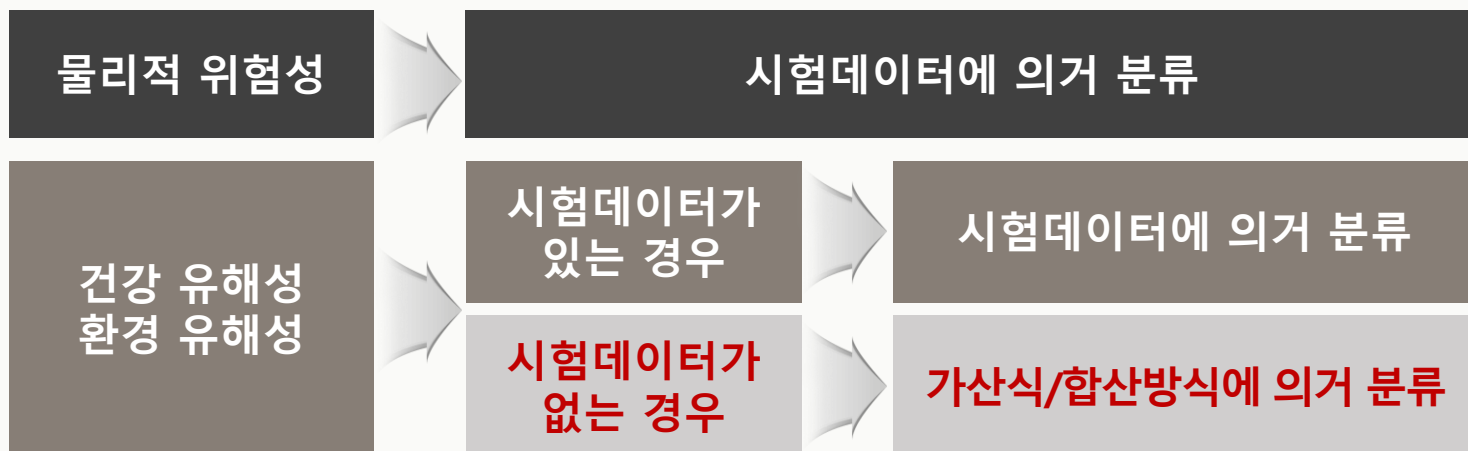 물리적 위험성
시험데이터에 의거 분류
건강 유해성
환경 유해성
시험데이터가
있는 경우
시험데이터에 의거 분류
시험데이터가
없는 경우
가산식/합산방식에 의거 분류